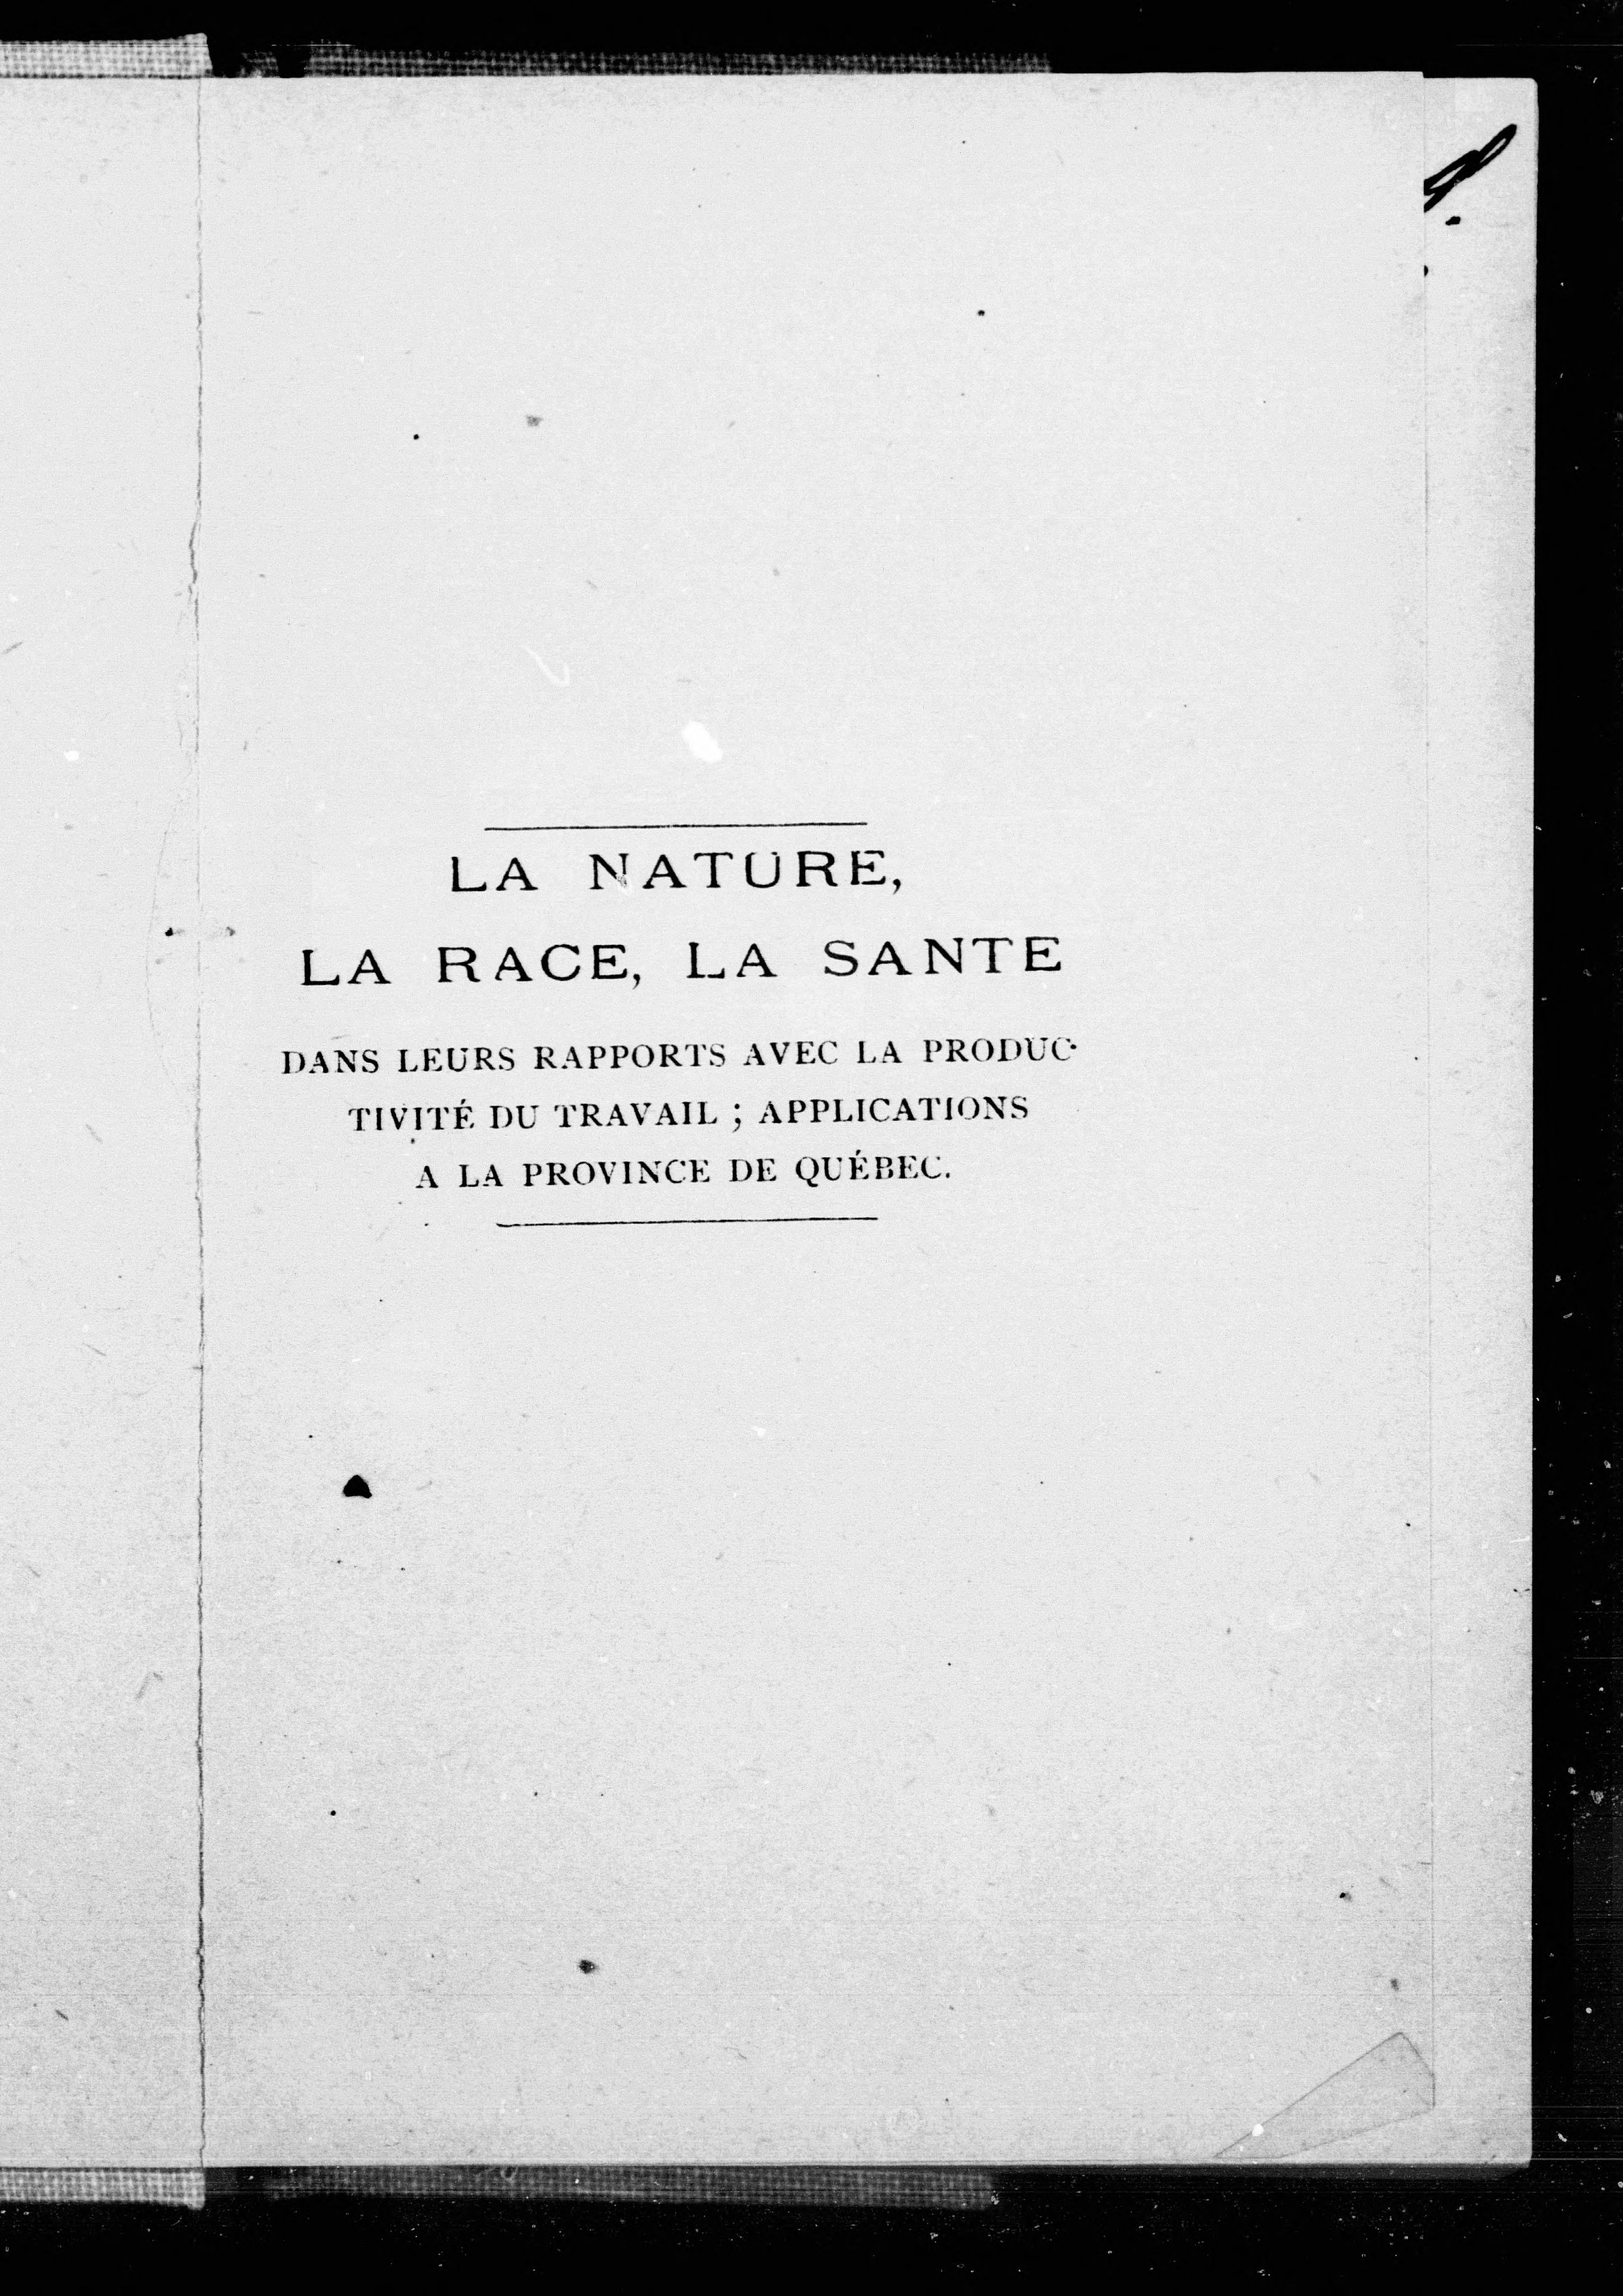 LA NATURE,
LA RACE, LA SANTE
DANS LEURS RAPPORTS AVEC LA PRODUC-
TIVITÉ DU TRAVAIL ; APPLICATIONS
A LA PROVINCE DE QUÉBEC.